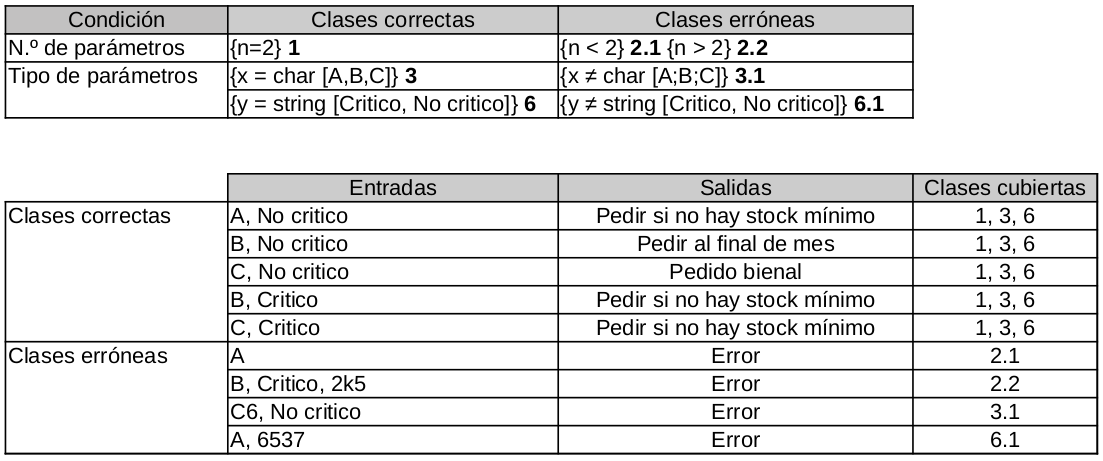 Condición Clases correctas Clases erróneas
N.º de parámetros {n=2} 1 {n < 2} 2.1 {n > 2} 2.2
Tipo de parámetros {x = char [A,B,C]} 3 {x ≠ char [A;B;C]} 3.1
{y = string [Critico, No critico]} 6 {y ≠ string [Critico, No critico]} 6.1
Entradas Salidas Clases cubiertas
Clases correctas A, No critico Pedir si no hay stock mínimo 1, 3, 6
B, No critico Pedir al final de mes 1, 3, 6
C, No critico Pedido bienal 1, 3, 6
B, Critico Pedir si no hay stock mínimo 1, 3, 6
C, Critico Pedir si no hay stock mínimo 1, 3, 6
Clases erróneas A Error 2.1
B, Critico, 2k5 Error 2.2
C6, No critico Error 3.1
A, 6537 Error 6.1